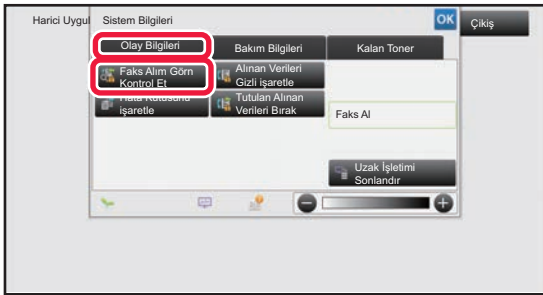 Harici Uygul
Sistem Bilgileri
OK
Çıkış
Olay Bilgileri
Bakım Bilgileri
Kalan Toner
Faks Alım Görn
Kontrol Et
Alınan Verileri
Gizli işaretle
Hata Kutusunu
işaretle
Tutulan Alınan
Verileri Bırak
Faks Al
Uzak İşletimi
Sonlandır